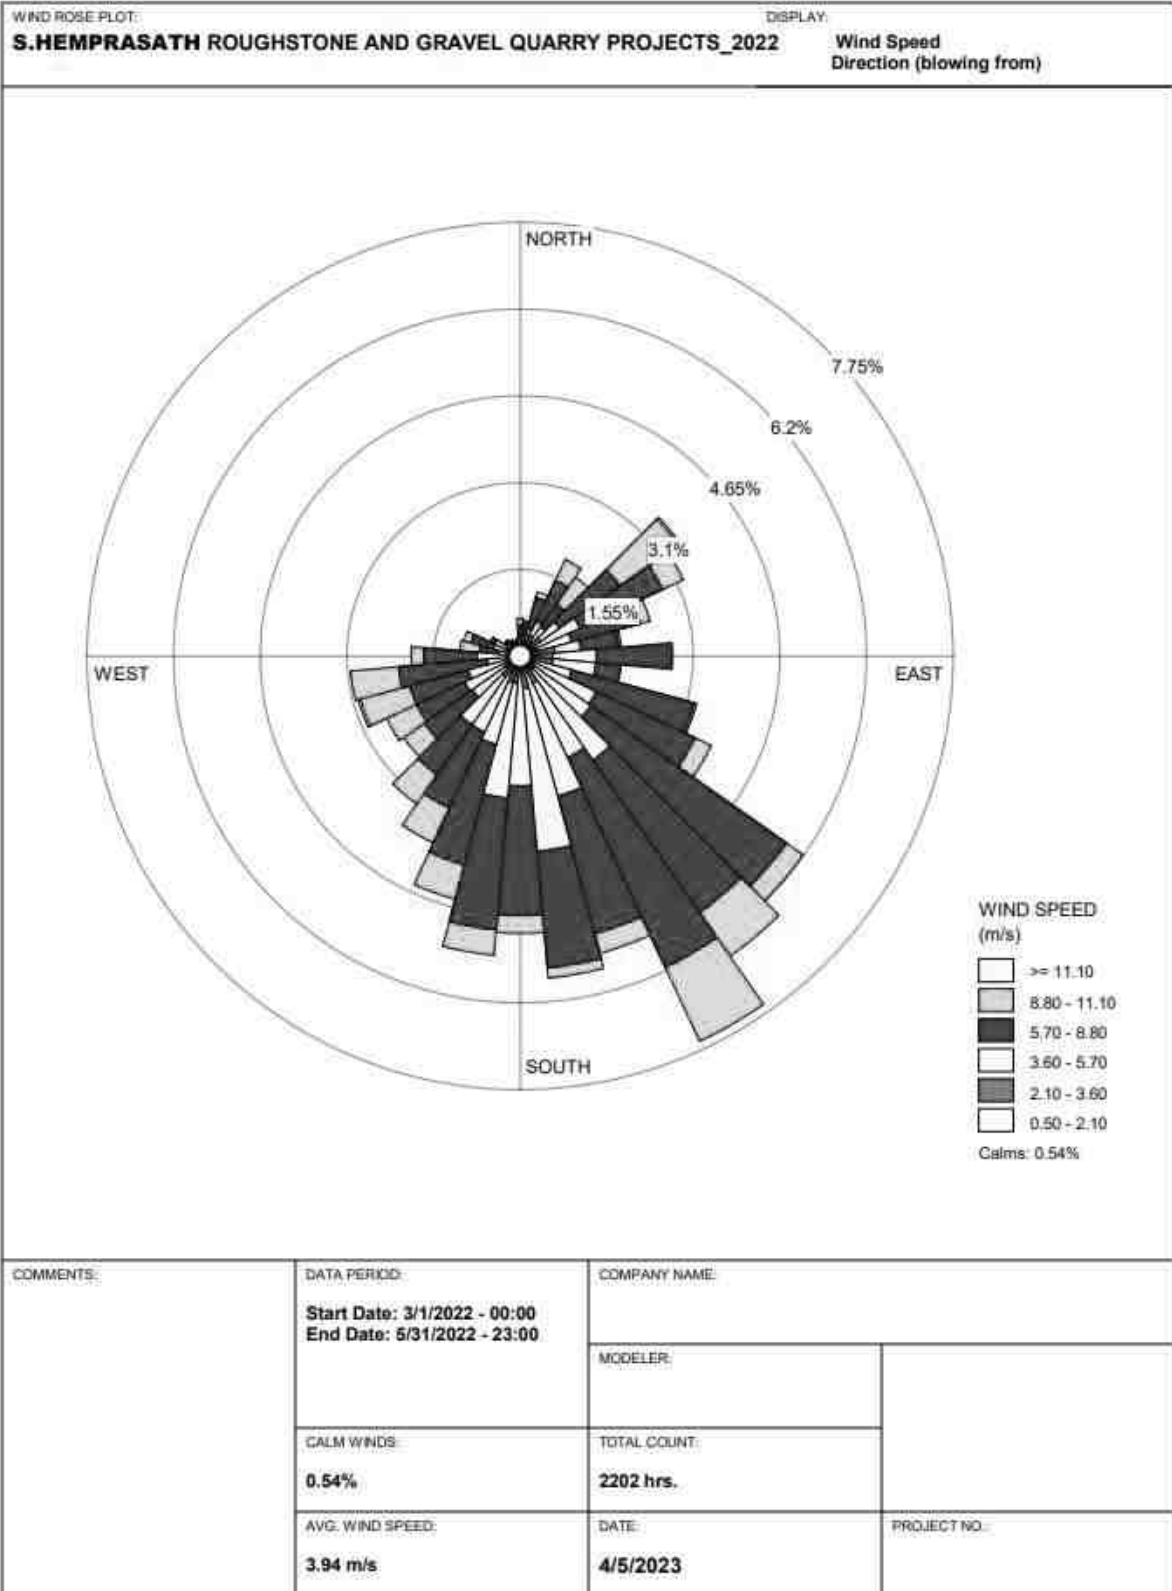 WIND ROSE PLOT:
S.HEMPRASATH ROUGHSTONE AND GRAVEL QUARRY PROJECTS_2022
DISPLAY:
Wind Speed
Direction (blowing from)
NORTH
7.75%
6.2%
4.65%
3.1%
1.55%
WEST
EAST
SOUTH
WIND SPEED
(m/s)
>= 11.10
8.80 - 11.10
5.70 - 8.80
3.60 - 5.70
2.10 - 3.60
0.50 - 2.10
Calms: 0.54%
COMMENTS:
DATA PERIOD:
Start Date: 3/1/2022 - 00:00
End Date: 5/31/2022 - 23:00
COMPANY NAME:
MODELER:
CALM WINDS:
0.54%
TOTAL COUNT:
2202 hrs.
AVG. WIND SPEED:
3.94 m/s
DATE:
4/5/2023
PROJECT NO.: